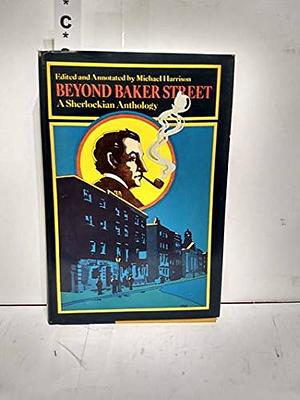 Edited and Annotated by Michael Harrison
BEYOND BAKER STREET
A Sherlockian Anthology
*C*